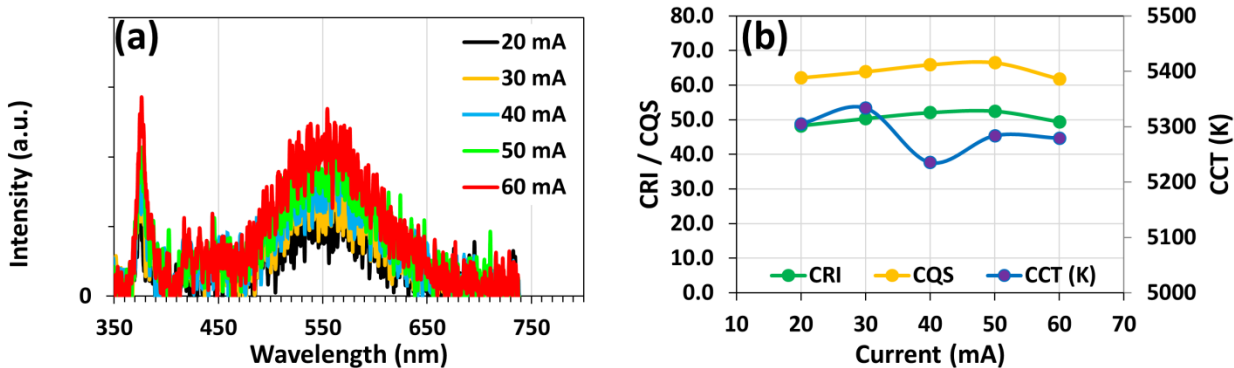 (a)
20 mA
30 mA
40 mA
50 mA
60 mA
Intensity (a.u.)
0
350 450 550 650 750
Wavelength (nm)
(b)
80.0
70.0
60.0
50.0
40.0
30.0
20.0
10.0
0.0
CRI / CQS
5500
5400
5300
5200
5100
5000
CCT (K)
CRI CQS CCT (K)
10 20 30 40 50 60 70
Current (mA)